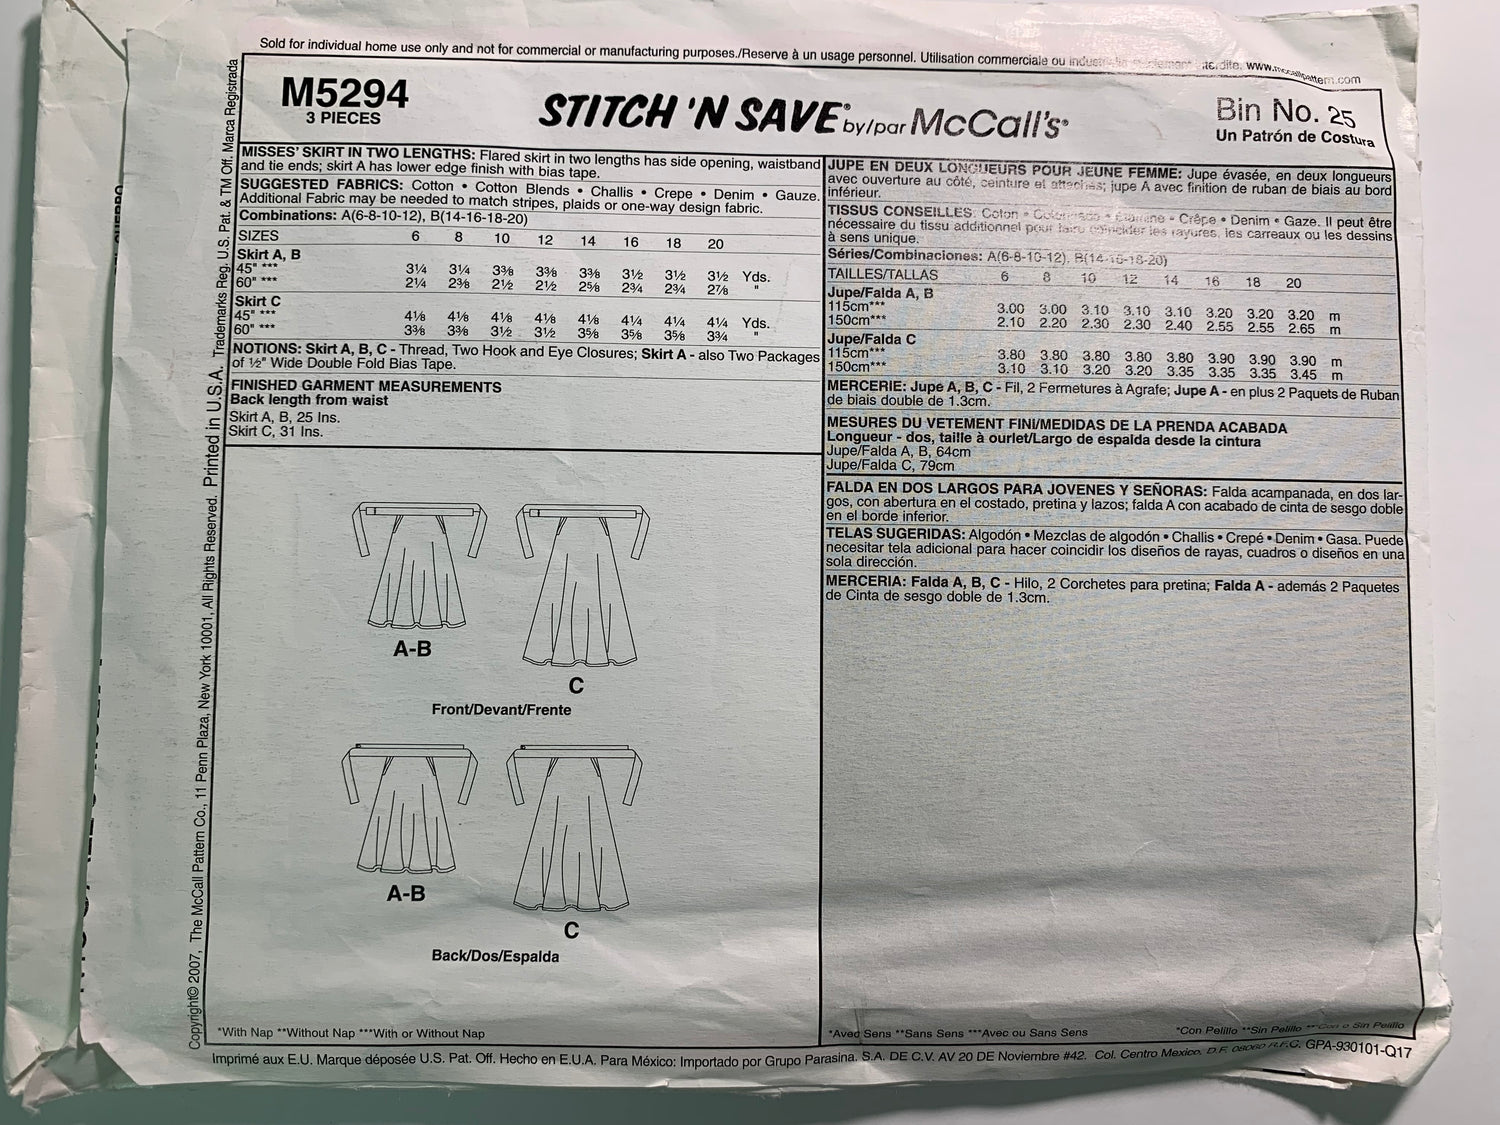 Sold for individual home use only and not for commercial or manufacturing purposes./Reserve à un usage personnel. Utilisation commerciale ou industrielle strictement interdite. www.mccallpattern.com
M5294
3 PIECES
STITCH 'N SAVE® by/par McCall's®
Bin No. 25
Un Patrón de Costura
MISSES' SKIRT IN TWO LENGTHS: Flared skirt in two lengths has side opening, waistband
and tie ends; skirt A has lower edge finish with bias tape.
SUGGESTED FABRICS: Cotton • Cotton Blends • Challis • Crepe • Denim • Gauze.
Additional Fabric may be needed to match stripes, plaids or one-way design fabric.
Combinations: A(6-8-10-12), B(14-16-18-20)
SIZES 6 8 10 12 14 16 18 20
Skirt A, B
45" *** 3¼ 3¼ 3⅜ 3⅜ 3⅜ 3½ 3½ 3½ Yds.
60" *** 2¼ 2⅜ 2½ 2½ 2⅝ 2¾ 2¾ 2⅞ "
Skirt C
45" *** 4⅛ 4⅛ 4⅛ 4⅛ 4⅛ 4¼ 4¼ 4¼ Yds.
60" *** 3⅜ 3⅜ 3½ 3½ 3⅝ 3⅝ 3⅝ 3¾ "
NOTIONS: Skirt A, B, C - Thread, Two Hook and Eye Closures; Skirt A - also Two Packages
of ½" Wide Double Fold Bias Tape.
FINISHED GARMENT MEASUREMENTS
Back length from waist
Skirt A, B, 25 Ins.
Skirt C, 31 Ins.
A-B
C
Front/Devant/Frente
A-B
C
Back/Dos/Espalda
*With Nap **Without Nap ***With or Without Nap
JUPE EN DEUX LONGUEURS POUR JEUNE FEMME: Jupe évasée, en deux longueurs
avec ouverture au côté, ceinture et attaches; jupe A avec finition de ruban de biais au bord
inférieur.
TISSUS CONSEILLES: Coton • • • Crêpe • Denim • Gaze. Il peut être
nécessaire du tissu additionnel pour faire coincider les rayures, les carreaux ou les dessins
à sens unique.
Séries/Combinaciones: A(6-8-10-12), B(14-16-18-20)
TAILLES/TALLAS 6 8 10 12 14 16 18 20
Jupe/Falda A, B
115cm*** 3.00 3.00 3.10 3.10 3.10 3.20 3.20 3.20 m
150cm*** 2.10 2.20 2.30 2.30 2.40 2.55 2.55 2.65 m
Jupe/Falda C
115cm*** 3.80 3.80 3.80 3.80 3.80 3.90 3.90 3.90 m
150cm*** 3.10 3.10 3.20 3.20 3.35 3.35 3.35 3.45 m
MERCERIE: Jupe A, B, C - Fil, 2 Fermetures à Agrafe; Jupe A - en plus 2 Paquets de Ruban
de biais double de 1.3cm.
MESURES DU VETEMENT FINI/MEDIDAS DE LA PRENDA ACABADA
Longueur - dos, taille à ourlet/Largo de espalda desde la cintura
Jupe/Falda A, B, 64cm
Jupe/Falda C, 79cm
FALDA EN DOS LARGOS PARA JOVENES Y SEÑORAS: Falda acampanada, en dos lar-
gos, con abertura en el costado, pretina y lazos; falda A con acabado de cinta de sesgo doble
en el borde inferior.
TELAS SUGERIDAS: Algodón • Mezclas de algodón • Challis • Crepé • Denim • Gasa. Puede
necesitar tela adicional para hacer coincidir los diseños de rayas, cuadros o diseños en una
sola dirección.
MERCERIA: Falda A, B, C - Hilo, 2 Corchetes para pretina; Falda A - además 2 Paquetes
de Cinta de sesgo doble de 1.3cm.
*Avec Sens **Sans Sens ***Avec ou Sans Sens
*Con Pelillo **Sin Pelillo ***Con o Sin Pelillo
Imprimé aux E.U. Marque déposée U.S. Pat. Off. Hecho en E.U.A. Para México: Importado por Grupo Parasina. S.A. DE C.V. AV 20 DE Noviembre #42. Col. Centro Mexico, D.F. 06060 R.F.C. GPA-930101-Q17
Copyright© 2007, The McCall Pattern Co., 11 Penn Plaza, New York 10001, All Rights Reserved. Printed in U.S.A. Trademarks Reg. U.S. Pat. & TM Off. Marca Registrada